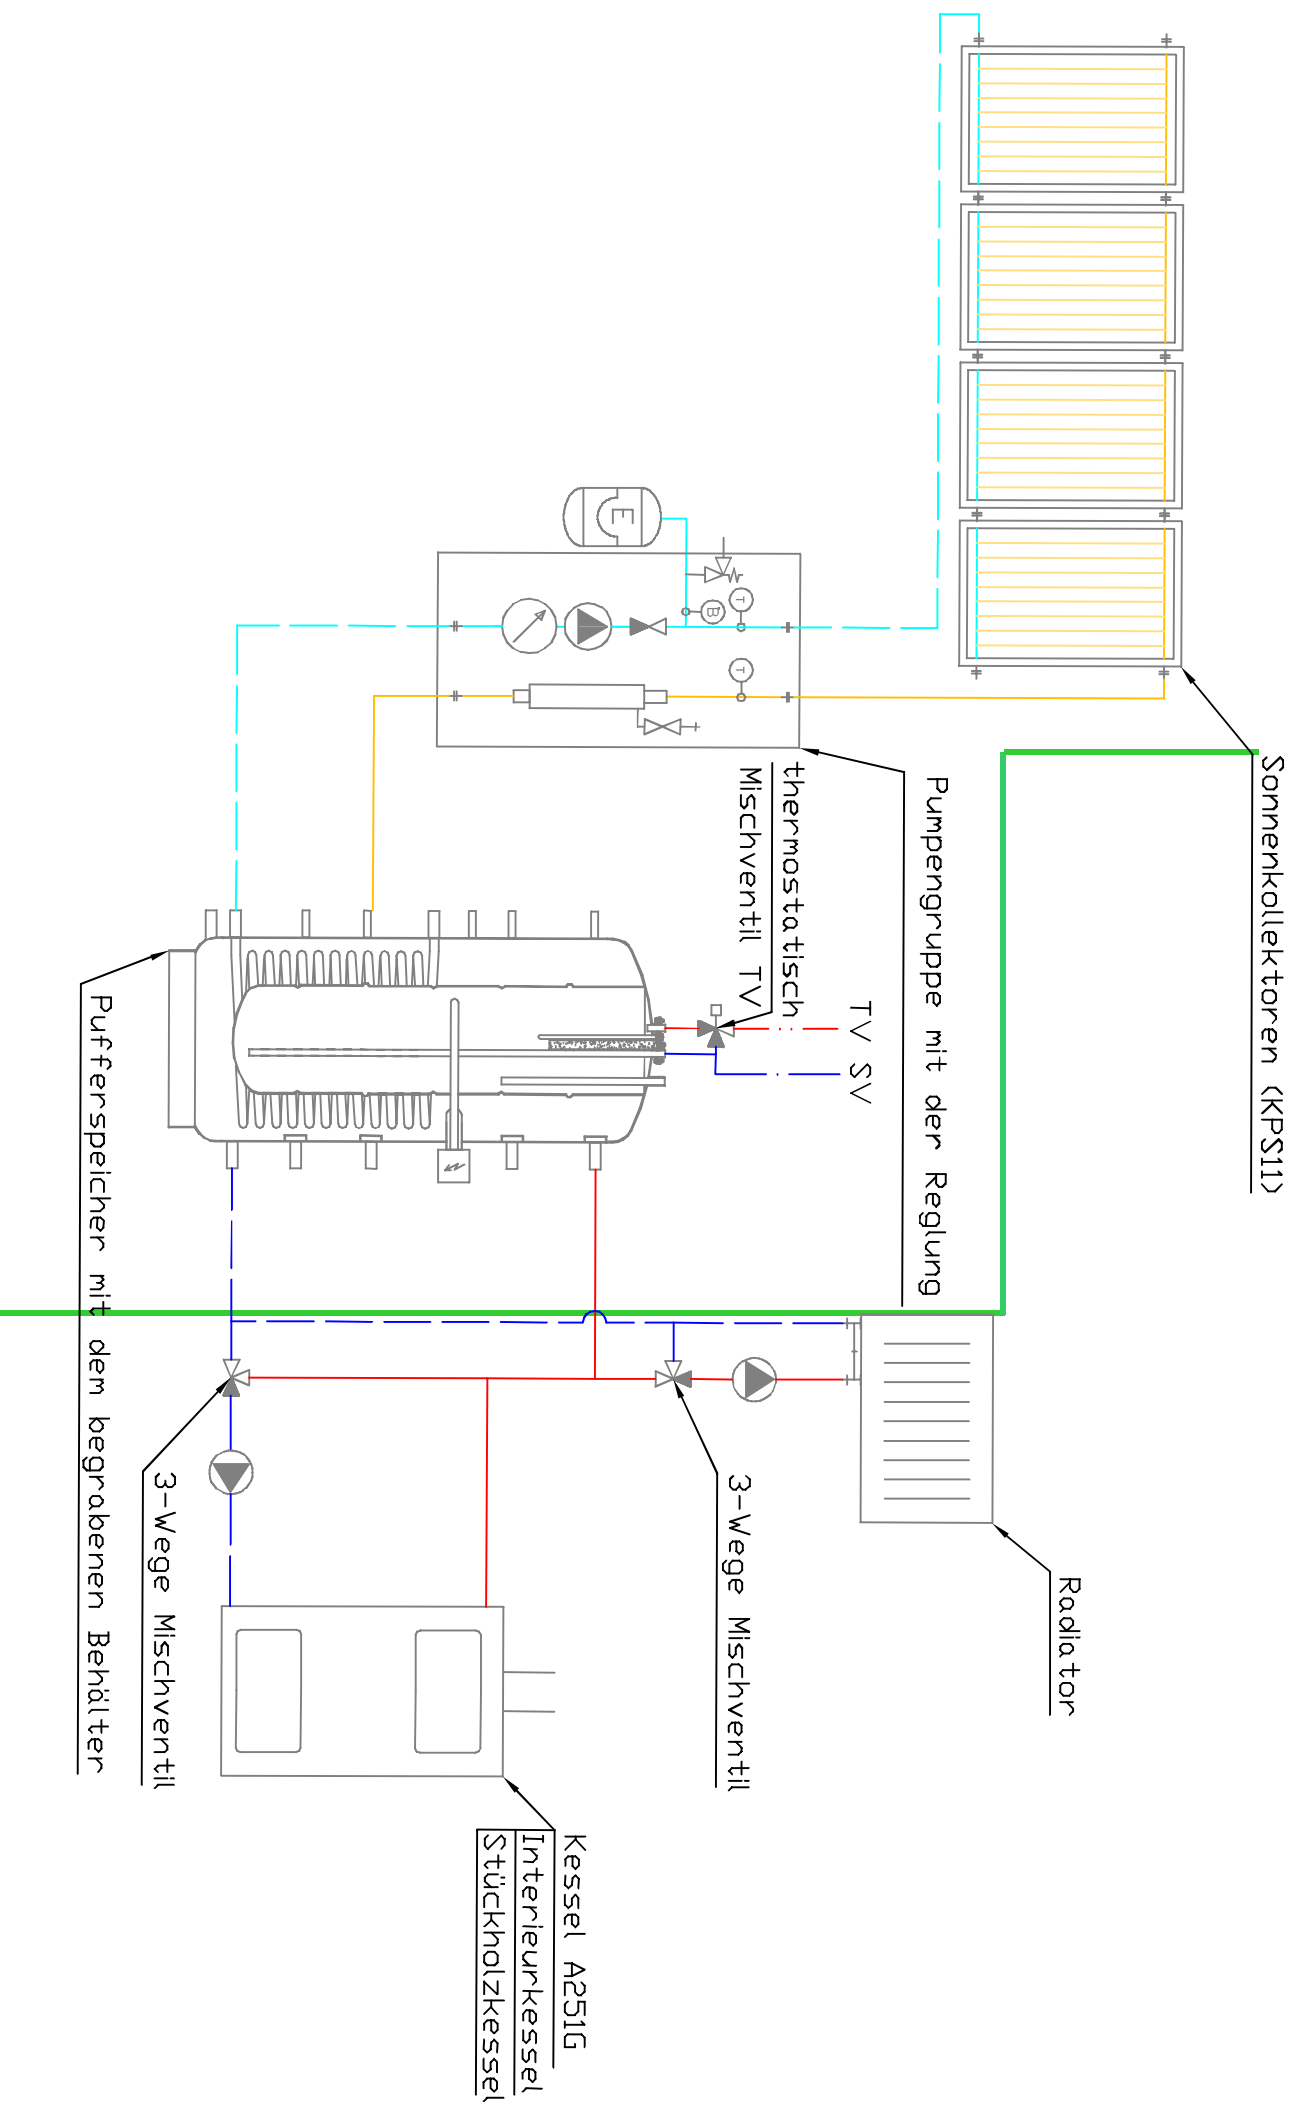 Sonnenkollektoren (KPS11)
Radiator
Pumpengruppe mit der Reglung
TV SV
thermostatisch
Mischventil TV
3-Wege Mischventil
E
B
T
T
Kessel A251G
Interieurkessel
Stückholzkessel
3-Wege Mischventil
Pufferspeicher mit dem begrabenen Behälter